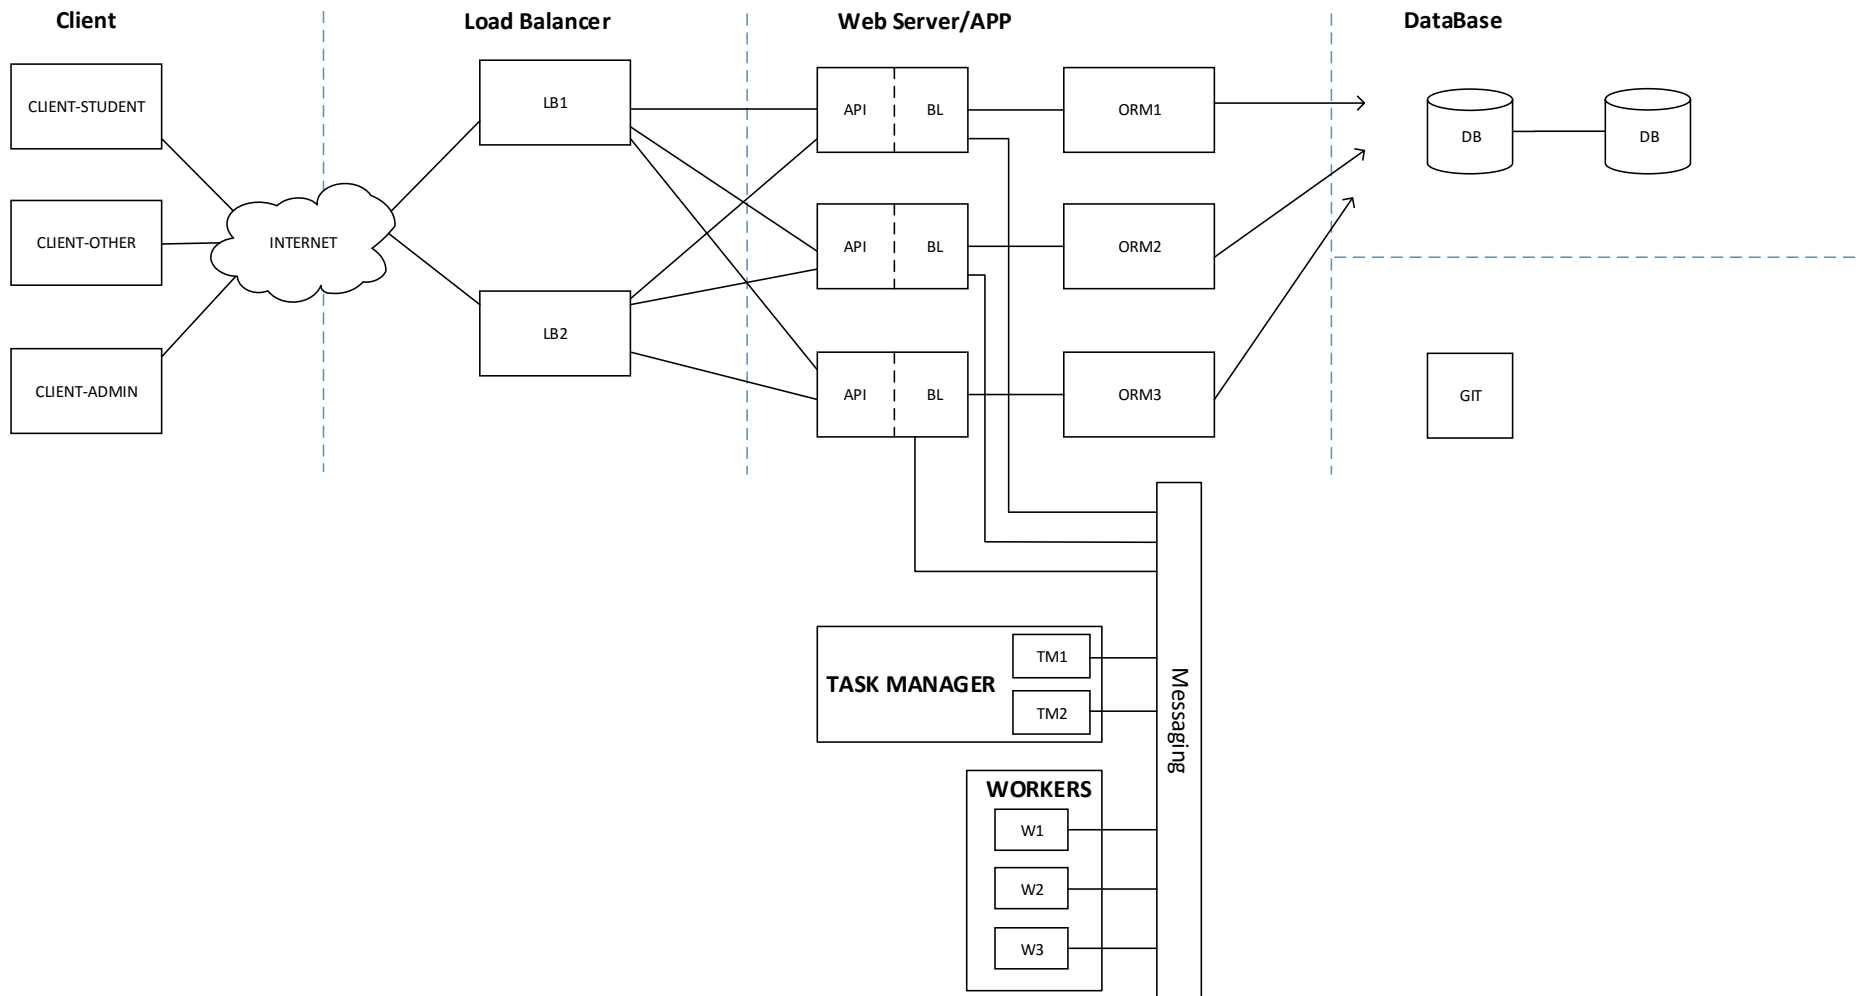 Client
Load Balancer
Web Server/APP
DataBase
CLIENT-STUDENT
LB1
API
BL
ORM1
DB
DB
CLIENT-OTHER
INTERNET
API
BL
ORM2
LB2
CLIENT-ADMIN
API
BL
ORM3
GIT
TASK MANAGER
TM1
TM2
Messaging
WORKERS
W1
W2
W3